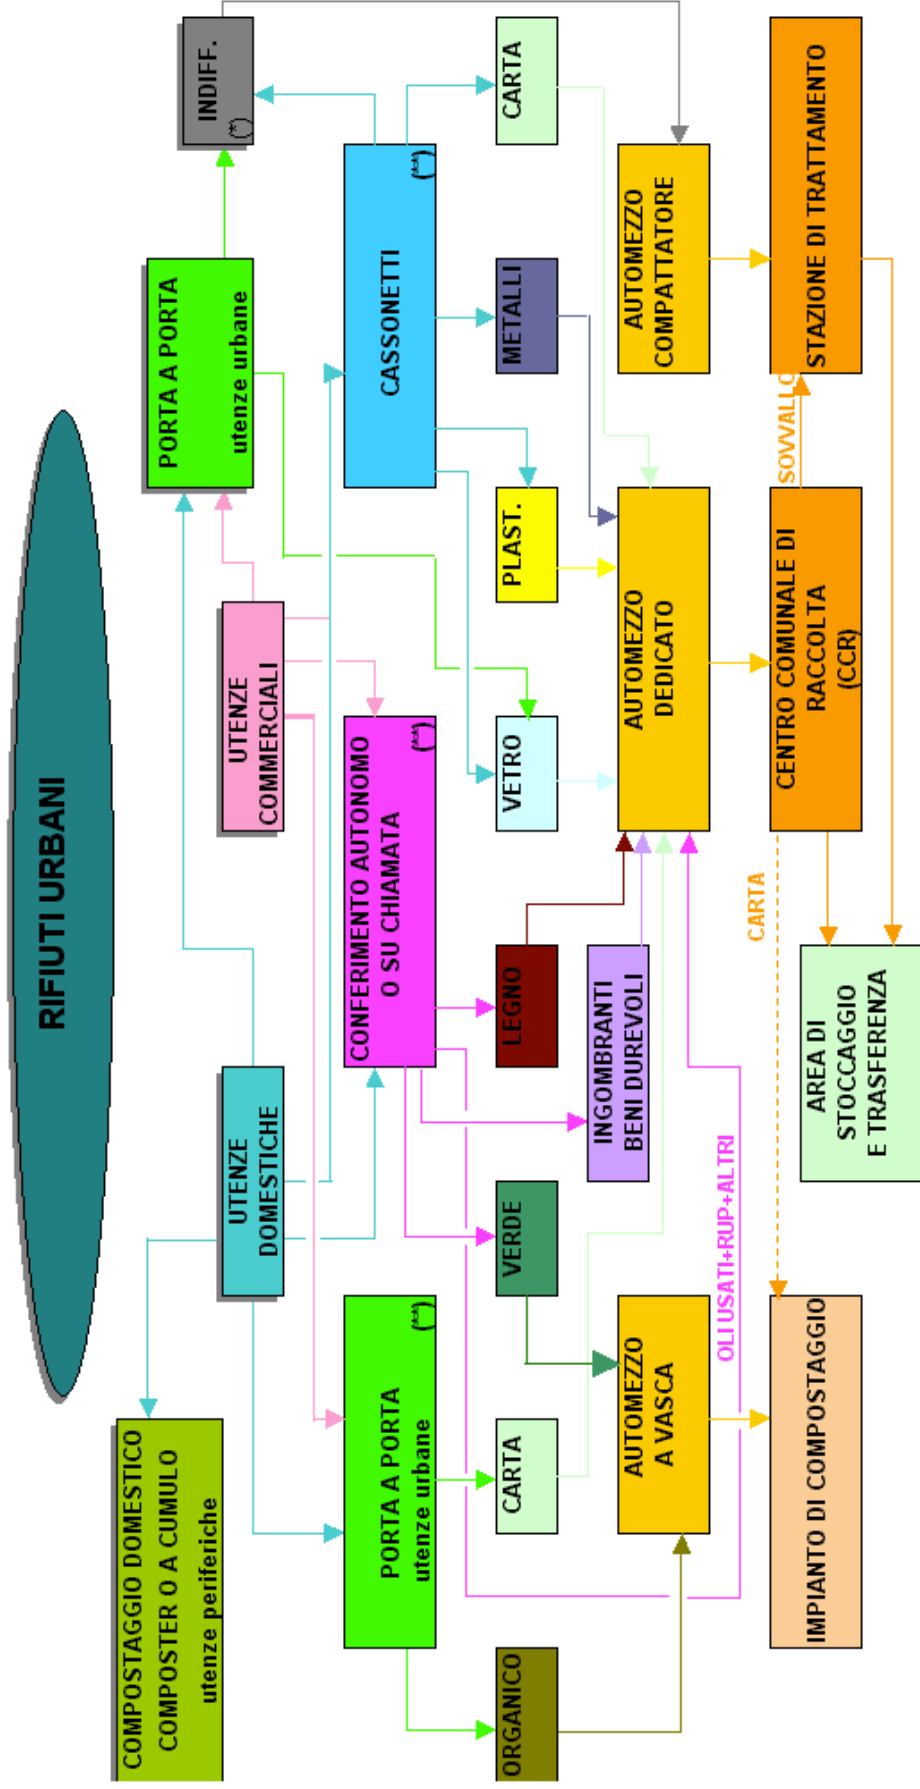 RIFIUTI URBANI
COMPOSTAGGIO DOMESTICO
COMPOSTER O A CUMULO
utenze periferiche
UTENZE
DOMESTICHE
UTENZE
COMMERCIALI
PORTA A PORTA
utenze urbane
INDIFF.
(*)
PORTA A PORTA
utenze urbane
(**)
CONFERIMENTO AUTONOMO
O SU CHIAMATA
(**)
CASSONETTI
(**)
ORGANICO
CARTA
VERDE
LEGNO
VETRO
PLAST.
METALLI
CARTA
INGOMBRANTI
BENI DUREVOLI
AUTOMEZZO
A VASCA
AUTOMEZZO
DEDICATO
AUTOMEZZO
COMPATTATORE
OLI USATI+RUP+ALTRI
CARTA
SOVVALLO
IMPIANTO DI COMPOSTAGGIO
AREA DI
STOCCAGGIO
E TRASFERENZA
CENTRO COMUNALE DI
RACCOLTA
(CCR)
STAZIONE DI TRATTAMENTO